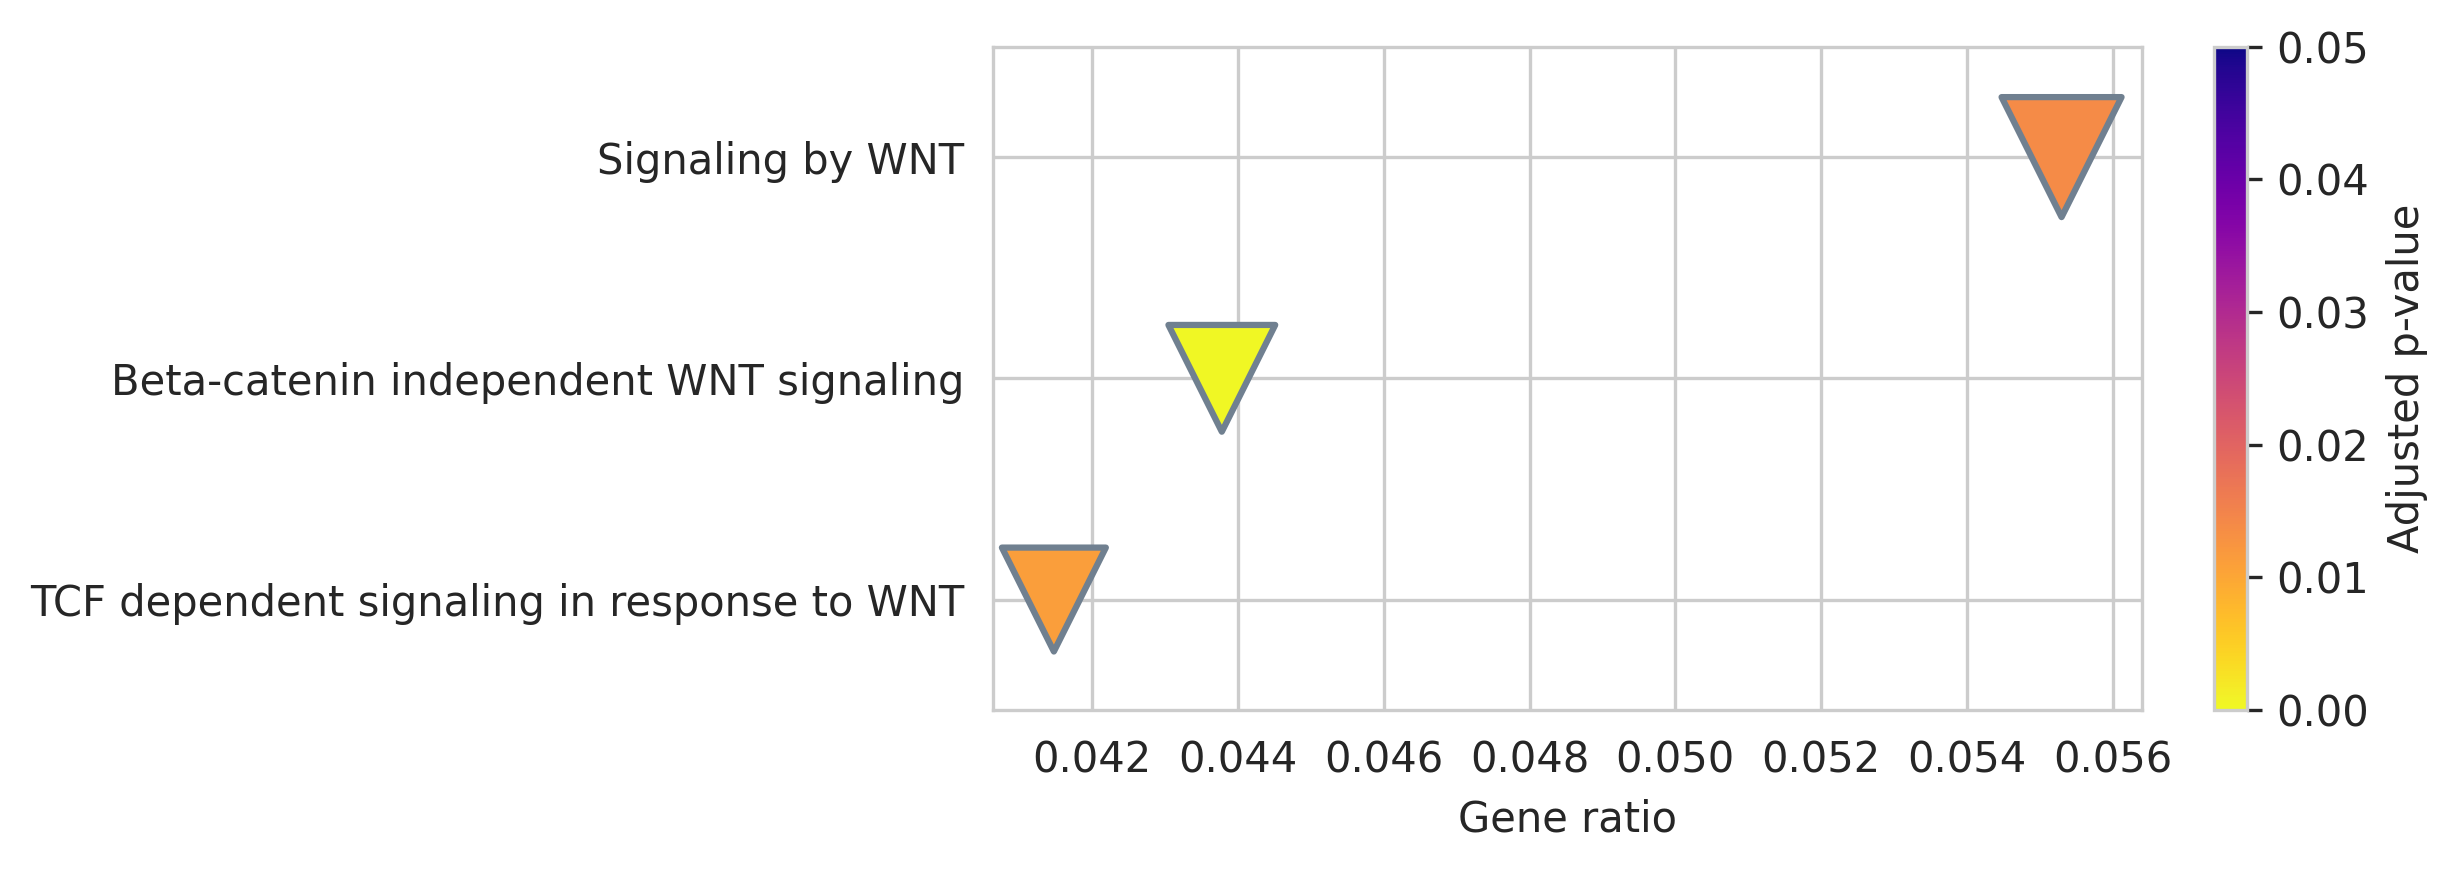 Signaling by WNT
Beta-catenin independent WNT signaling
TCF dependent signaling in response to WNT
0.042 0.044 0.046 0.048 0.050 0.052 0.054 0.056
Gene ratio
0.05
0.04
0.03
0.02
0.01
0.00
Adjusted p-value